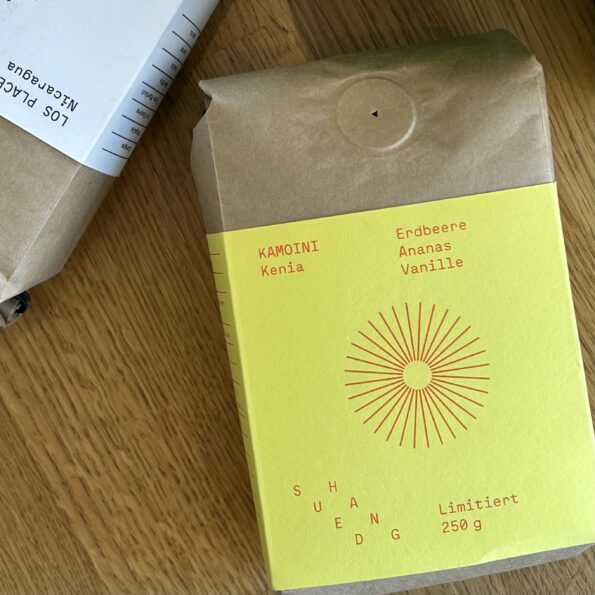 LOS PLACE
Nicaragua
KAMOINI
Kenia
Erdbeere
Ananas
Vanille
S H
U A
E N
D G
Limitiert
250 g